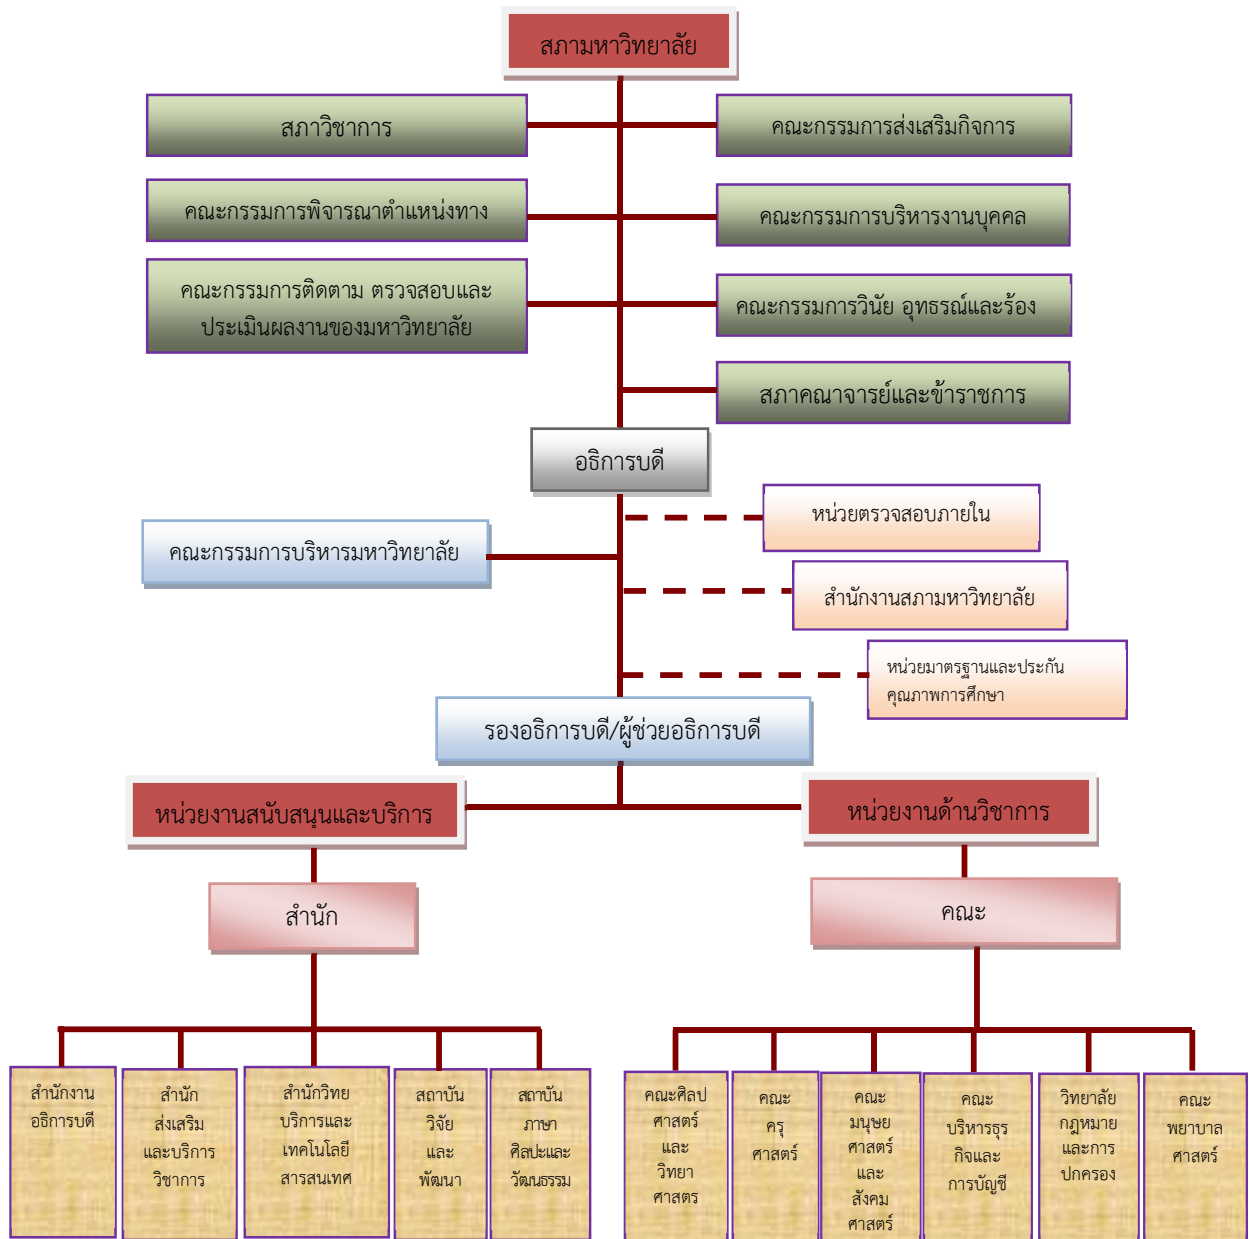 สภามหาวิทยาลัย
สภาวิชาการ
คณะกรรมการส่งเสริมกิจการ
คณะกรรมการพิจารณาตำแหน่งทาง
คณะกรรมการบริหารงานบุคคล
คณะกรรมการติดตาม ตรวจสอบและ
ประเมินผลงานของมหาวิทยาลัย
คณะกรรมการวินัย อุทธรณ์และร้อง
สภาคณาจารย์และข้าราชการ
อธิการบดี
หน่วยตรวจสอบภายใน
คณะกรรมการบริหารมหาวิทยาลัย
สำนักงานสภามหาวิทยาลัย
หน่วยมาตรฐานและประกัน
คุณภาพการศึกษา
รองอธิการบดี/ผู้ช่วยอธิการบดี
หน่วยงานสนับสนุนและบริการ
หน่วยงานด้านวิชาการ
สำนัก
คณะ
สำนักงาน
อธิการบดี
สำนัก
ส่งเสริม
และบริการ
วิชาการ
สำนักวิทย
บริการและ
เทคโนโลยี
สารสนเทศ
สถาบัน
วิจัย
และ
พัฒนา
สถาบัน
ภาษา
ศิลปะและ
วัฒนธรรม
คณะศิลป
ศาสตร์
และ
วิทยา
ศาสตร
คณะ
ครุ
ศาสตร์
คณะ
มนุษย
ศาสตร์
และ
สังคม
ศาสตร์
คณะ
บริหารธุร
กิจและ
การบัญชี
วิทยาลัย
กฎหมาย
และการ
ปกครอง
คณะ
พยาบาล
ศาสตร์